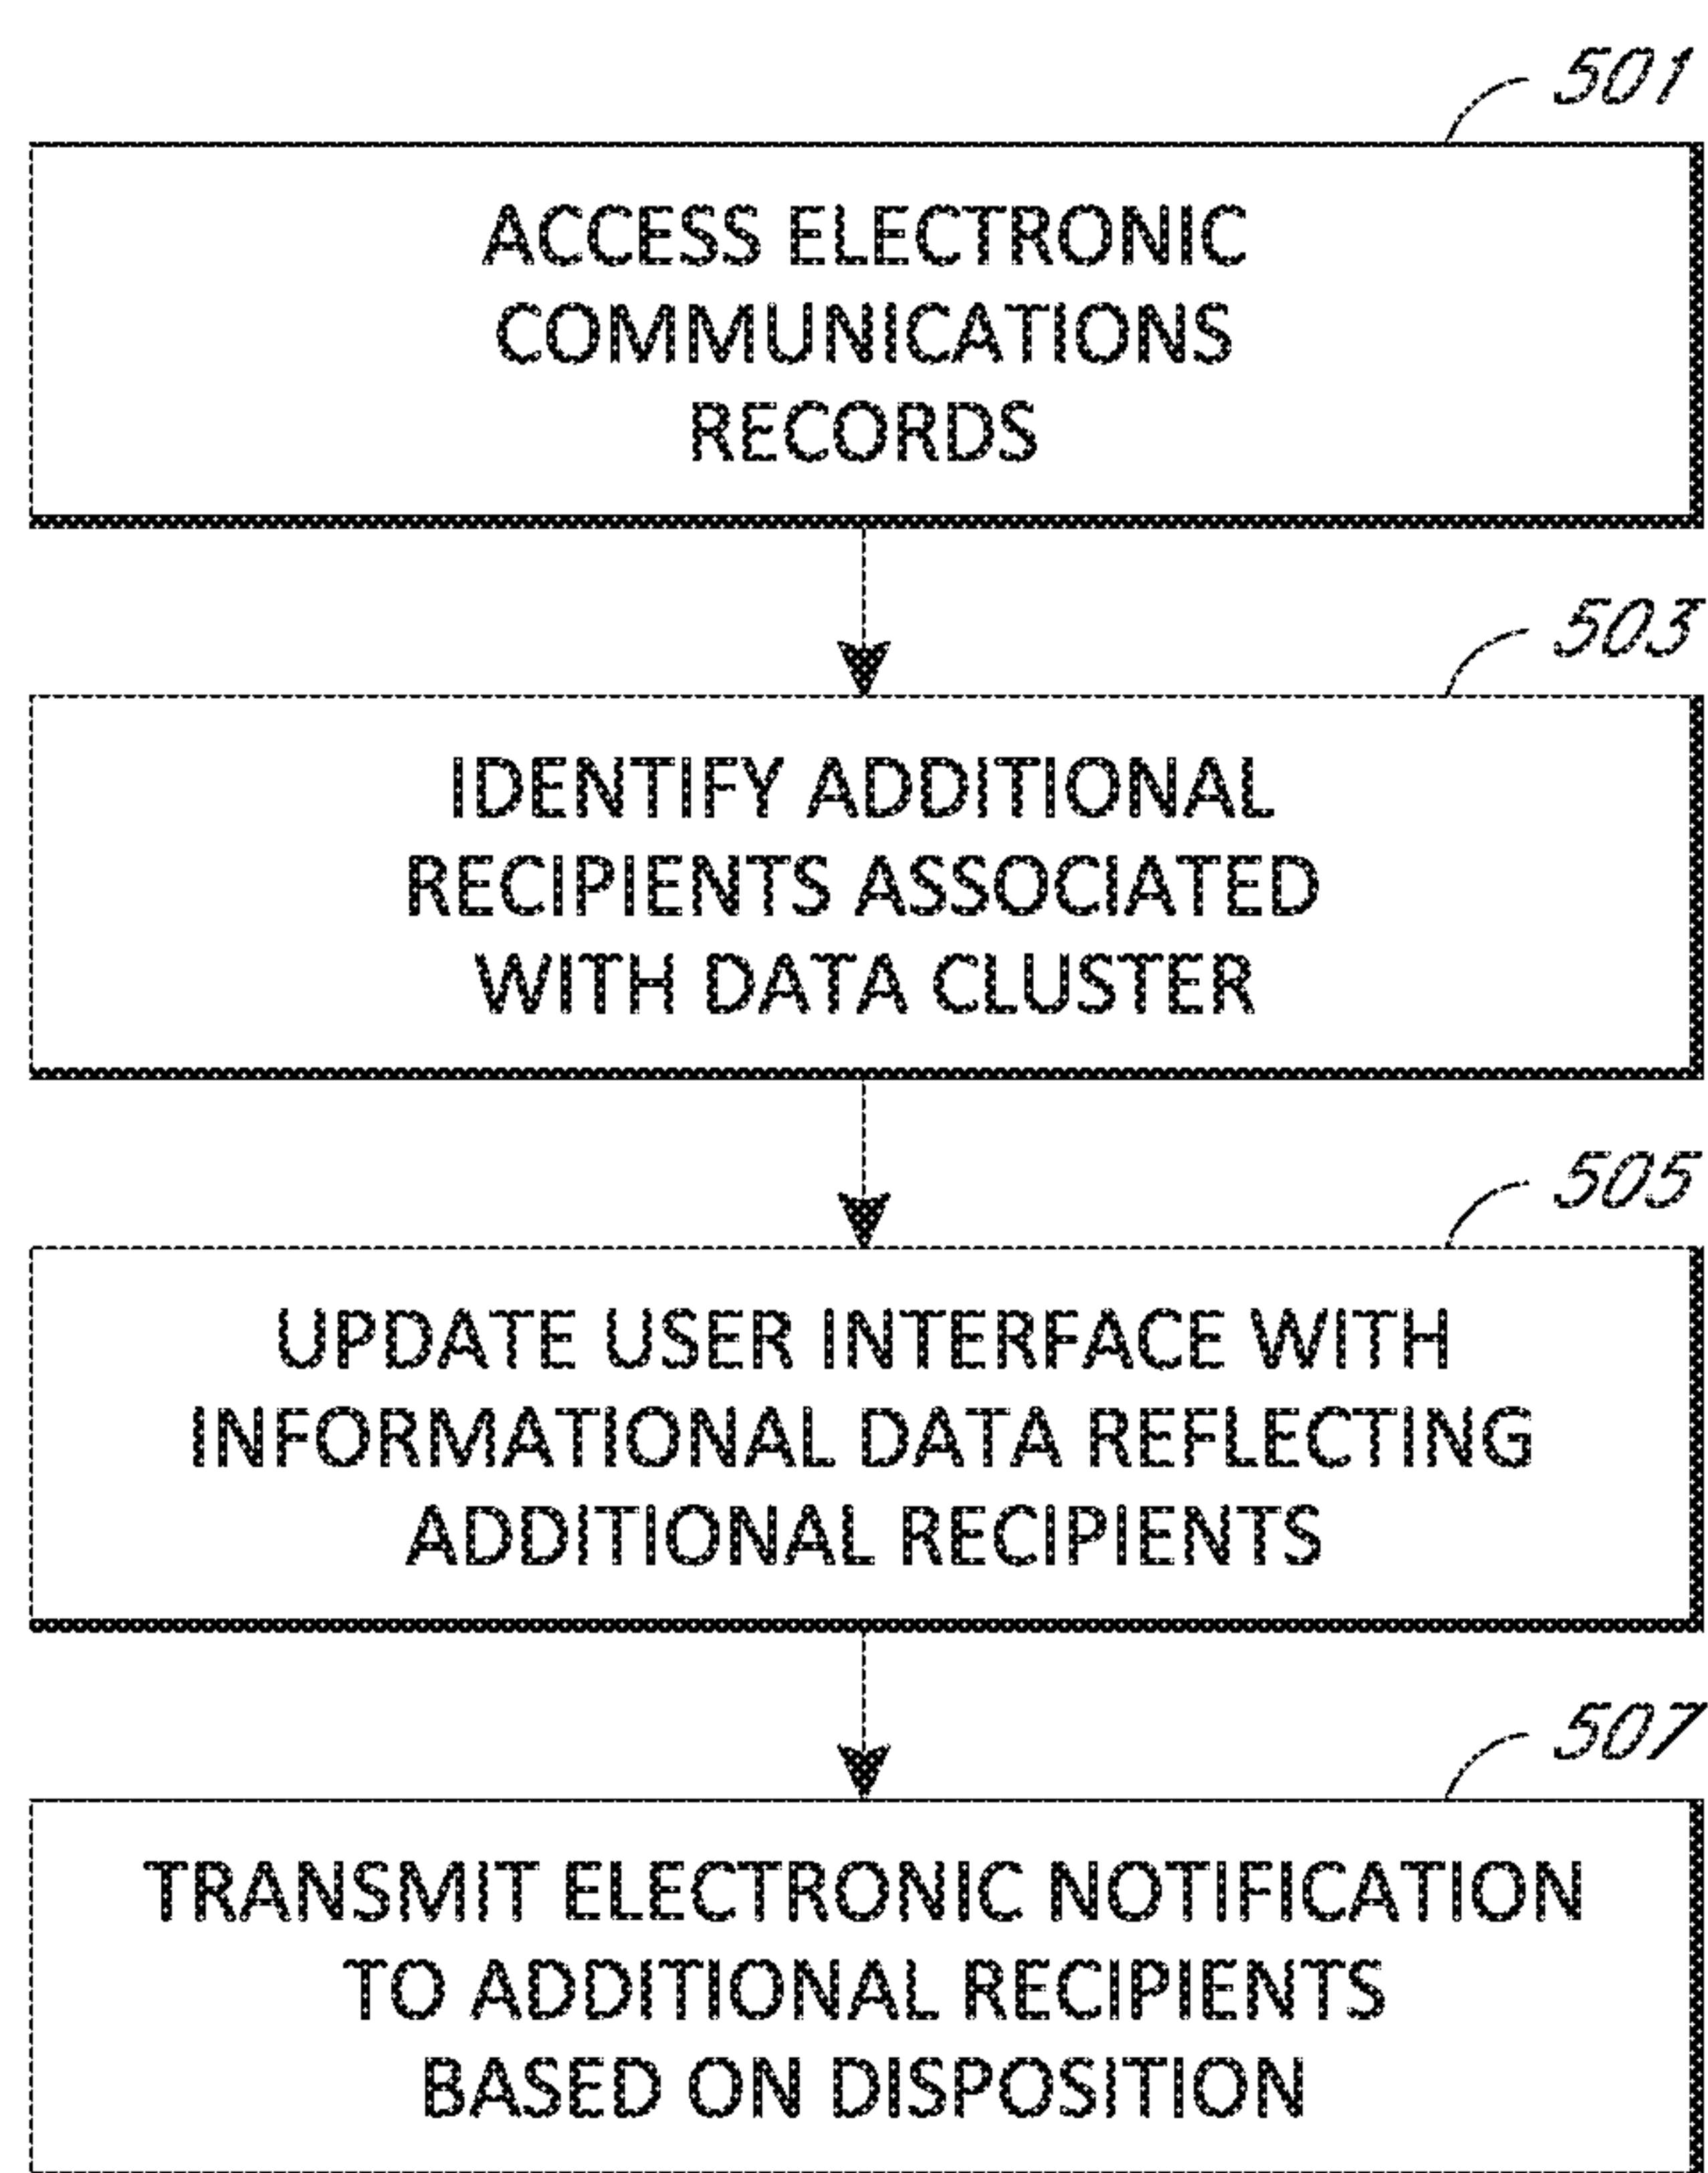 501
ACCESS ELECTRONIC
COMMUNICATIONS
RECORDS
503
IDENTIFY ADDITIONAL
RECIPIENTS ASSOCIATED
WITH DATA CLUSTER
505
UPDATE USER INTERFACE WITH
INFORMATIONAL DATA REFLECTING
ADDITIONAL RECIPIENTS
507
TRANSMIT ELECTRONIC NOTIFICATION
TO ADDITIONAL RECIPIENTS
BASED ON DISPOSITION